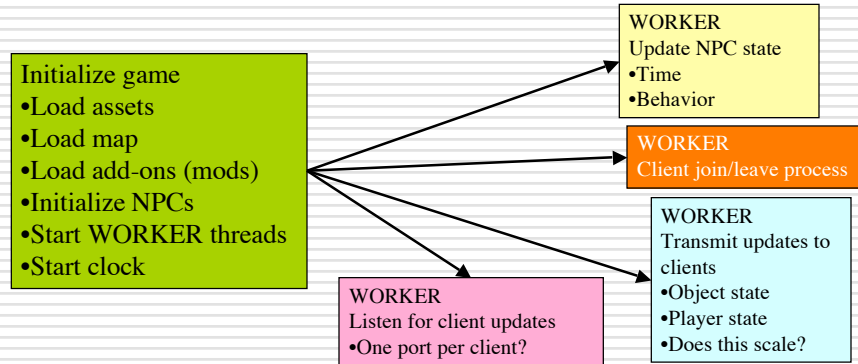 Initialize game
•Load assets
•Load map
•Load add-ons (mods)
•Initialize NPCs
•Start WORKER threads
•Start clock
WORKER
Update NPC state
•Time
•Behavior
WORKER
Client join/leave process
WORKER
Transmit updates to
clients
•Object state
•Player state
•Does this scale?
WORKER
Listen for client updates
•One port per client?